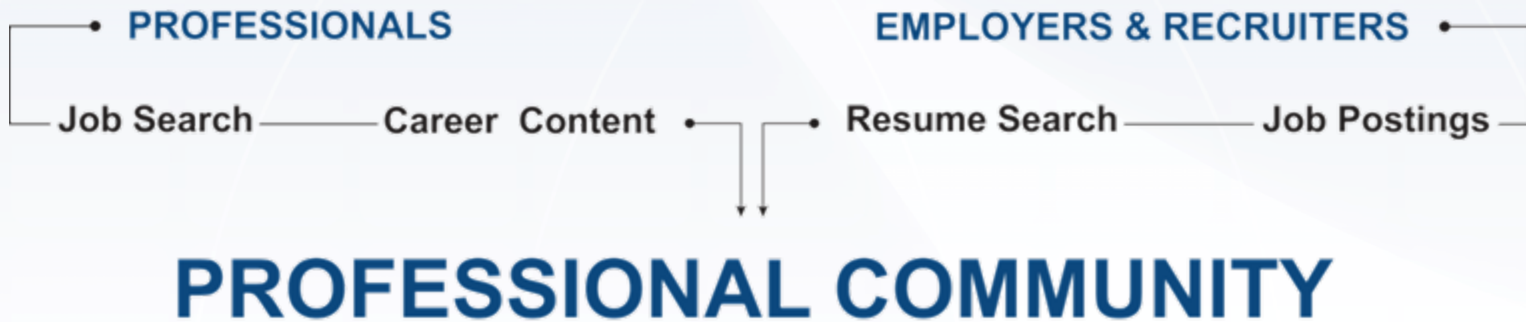 PROFESSIONALS
EMPLOYERS & RECRUITERS
Job Search
Career Content
Resume Search
Job Postings
PROFESSIONAL COMMUNITY